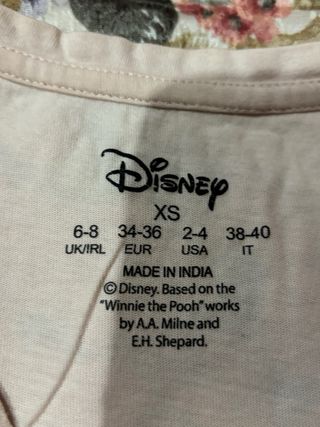 Disney
XS
6-8 34-36 2-4 38-40
UK/IRL EUR USA IT
MADE IN INDIA
© Disney. Based on the
"Winnie the Pooh" works
by A.A. Milne and
E.H. Shepard.